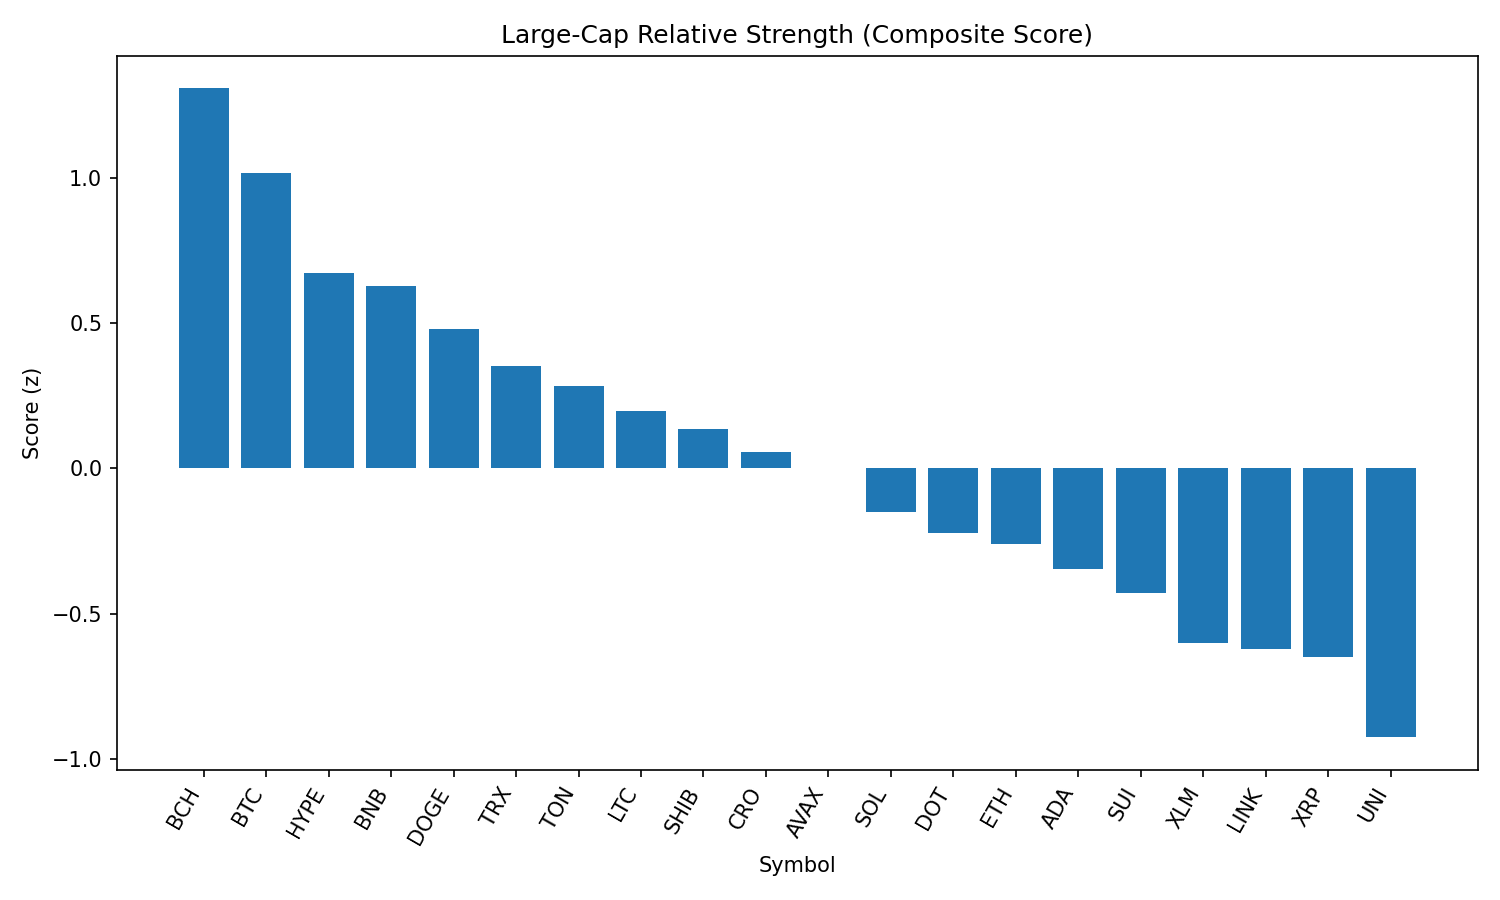 Large-Cap Relative Strength (Composite Score)
Score (z)
1.0
0.5
0.0
−0.5
−1.0
BCH
BTC
HYPE
BNB
DOGE
TRX
TON
LTC
SHIB
CRO
AVAX
SOL
DOT
ETH
ADA
SUI
XLM
LINK
XRP
UNI
Symbol